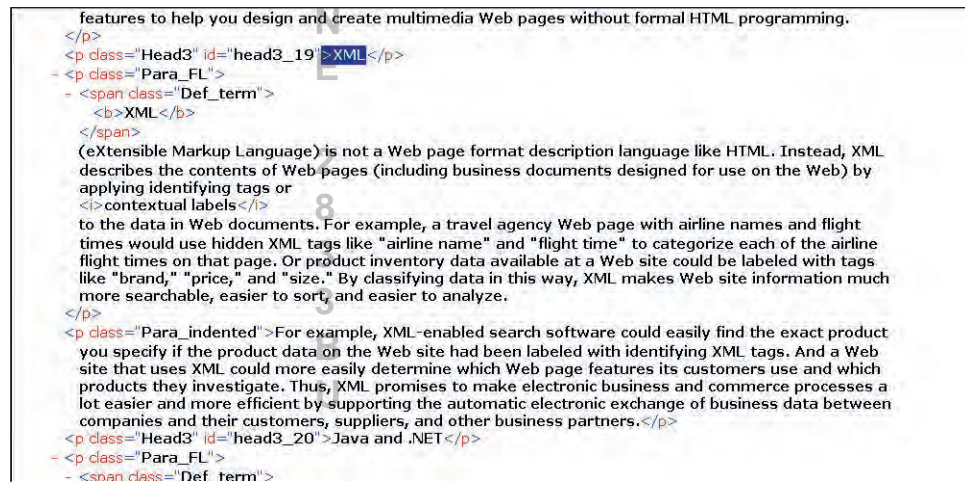 features to help you design and create multimedia Web pages without formal HTML programming.
</p>
<p class="Head3" id="head3_19">XML</p>
- <p class="Para_FL">
- <span class="Def_term">
<b>XML</b>
</span>
(eXtensible Markup Language) is not a Web page format description language like HTML. Instead, XML
describes the contents of Web pages (including business documents designed for use on the Web) by
applying identifying tags or
<i>contextual labels</i>
to the data in Web documents. For example, a travel agency Web page with airline names and flight
times would use hidden XML tags like "airline name" and "flight time" to categorize each of the airline
flight times on that page. Or product inventory data available at a Web site could be labeled with tags
like "brand," "price," and "size." By classifying data in this way, XML makes Web site information much
more searchable, easier to sort, and easier to analyze.
</p>
<p class="Para_indented">For example, XML-enabled search software could easily find the exact product
you specify if the product data on the Web site had been labeled with identifying XML tags. And a Web
site that uses XML could more easily determine which Web page features its customers use and which
products they investigate. Thus, XML promises to make electronic business and commerce processes a
lot easier and more efficient by supporting the automatic electronic exchange of business data between
companies and their customers, suppliers, and other business partners.</p>
<p class="Head3" id="head3_20">Java and .NET</p>
- <p class="Para_FL">
- <span class="Def_term">